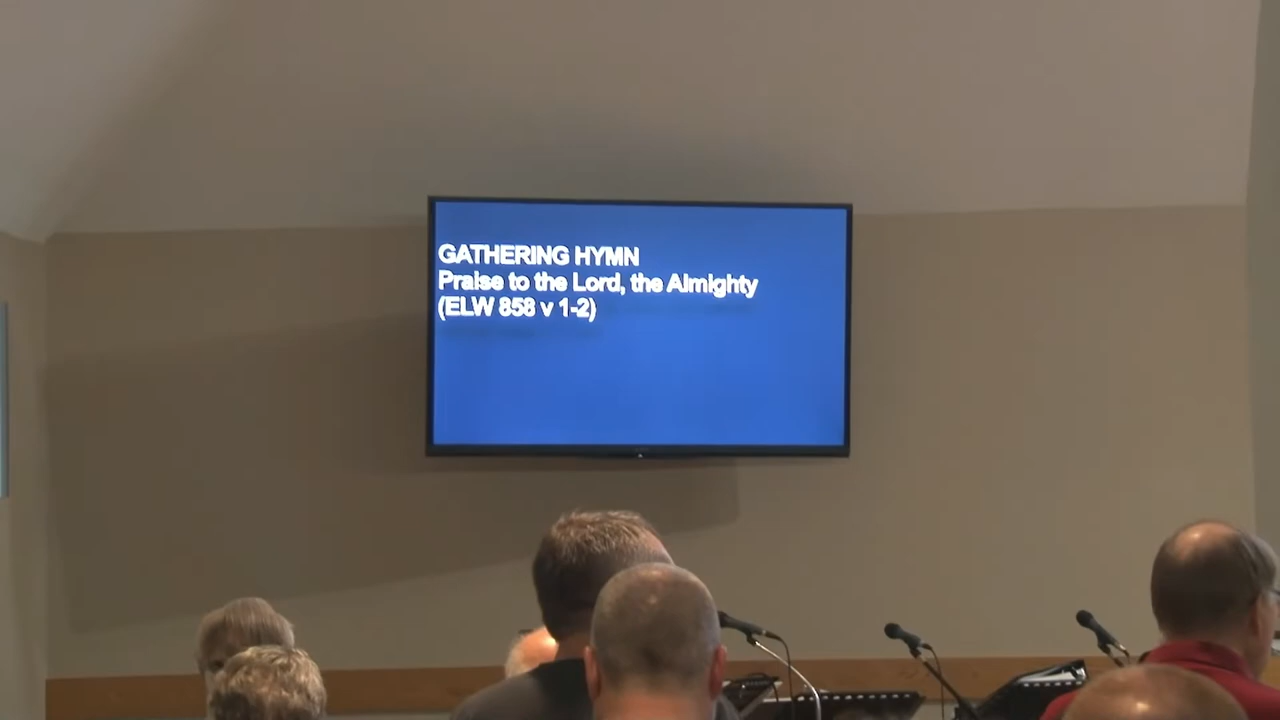 GATHERING HYMN
Praise to the Lord, the Almighty
(ELW 858 v 1-2)